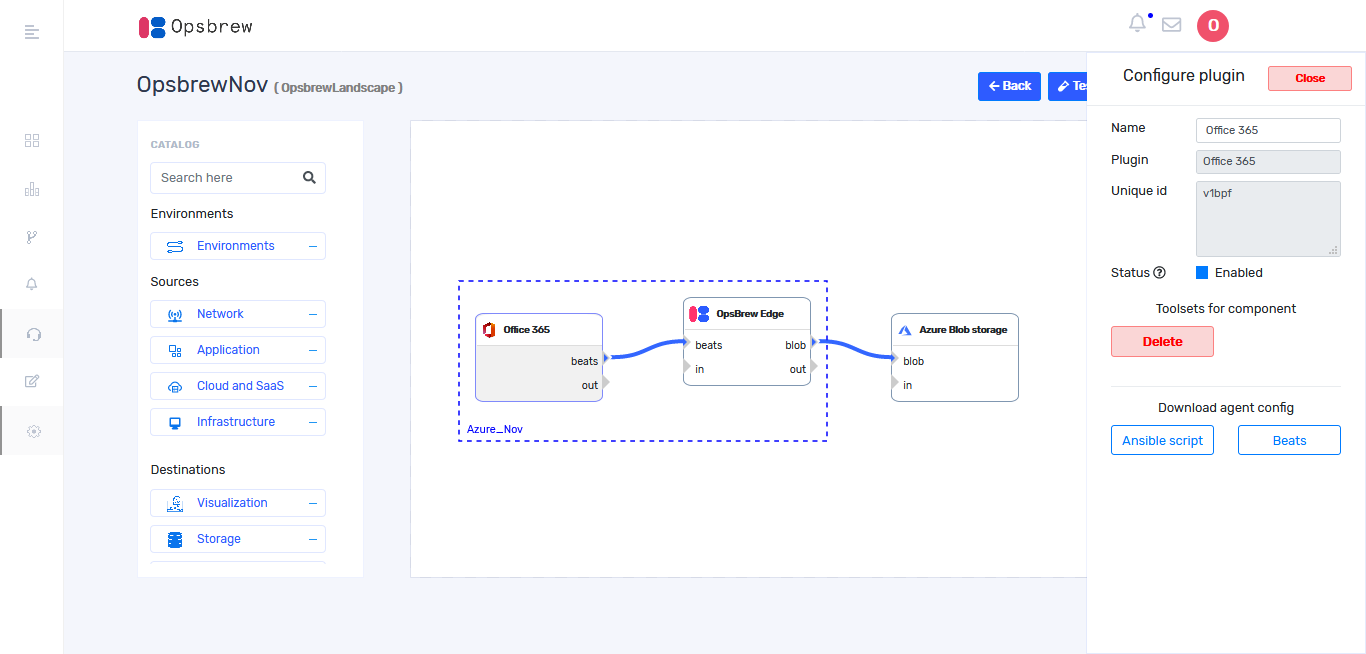 Opsbrew
O
OpsbrewNov ( OpsbrewLandscape )
Back
Tes
CATALOG
Search here
Environments
Environments
Sources
Network
Application
Cloud and SaaS
Infrastructure
Destinations
Visualization
Storage
Office 365
beats
out
OpsBrew Edge
beats blob
in out
Azure Blob storage
blob
in
Azure_Nov
Configure plugin
Close
Name Office 365
Plugin Office 365
Unique id v1bpf
Status Enabled
Toolsets for component
Delete
Download agent config
Ansible script Beats